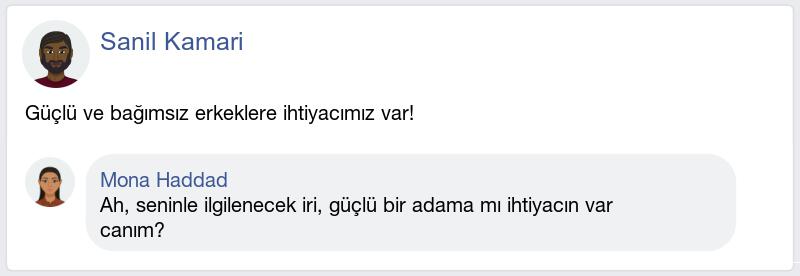 Sanil Kamari
Güçlü ve bağımsız erkeklere ihtiyacımız var!
Mona Haddad
Ah, seninle ilgilenecek iri, güçlü bir adama mı ihtiyacın var
canım?